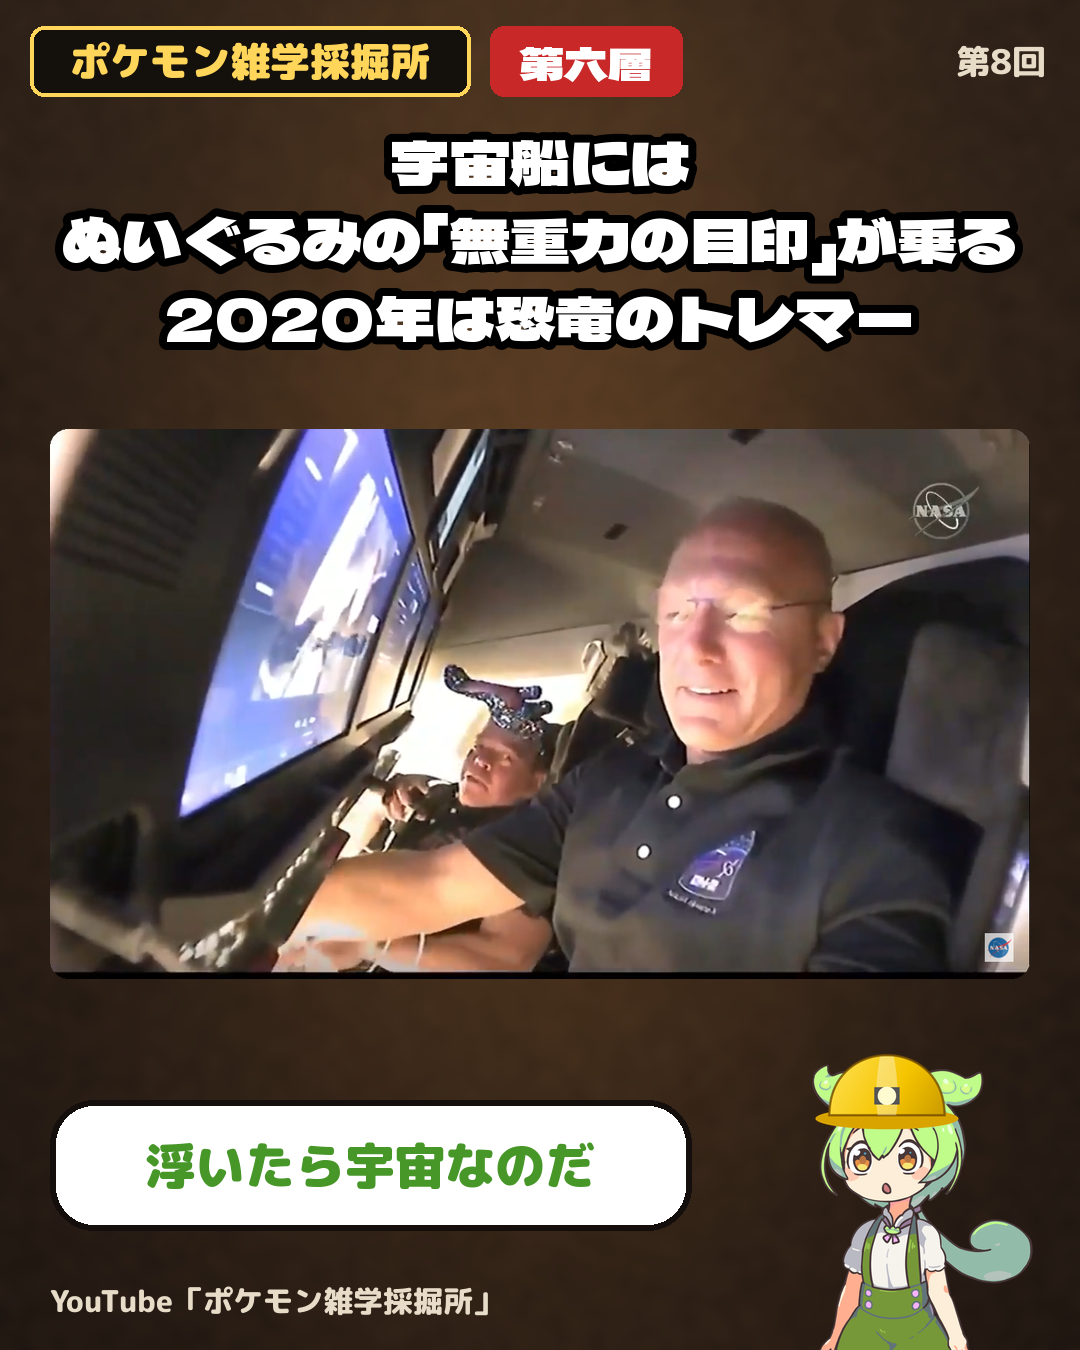 ポケモン雑学採掘所
第六層
第8回
宇宙船には
ぬいぐるみの「無重力の目印」が乗る
2020年は恐竜のトレマー
NASA
NASA
浮いたら宇宙なのだ
YouTube「ポケモン雑学採掘所」